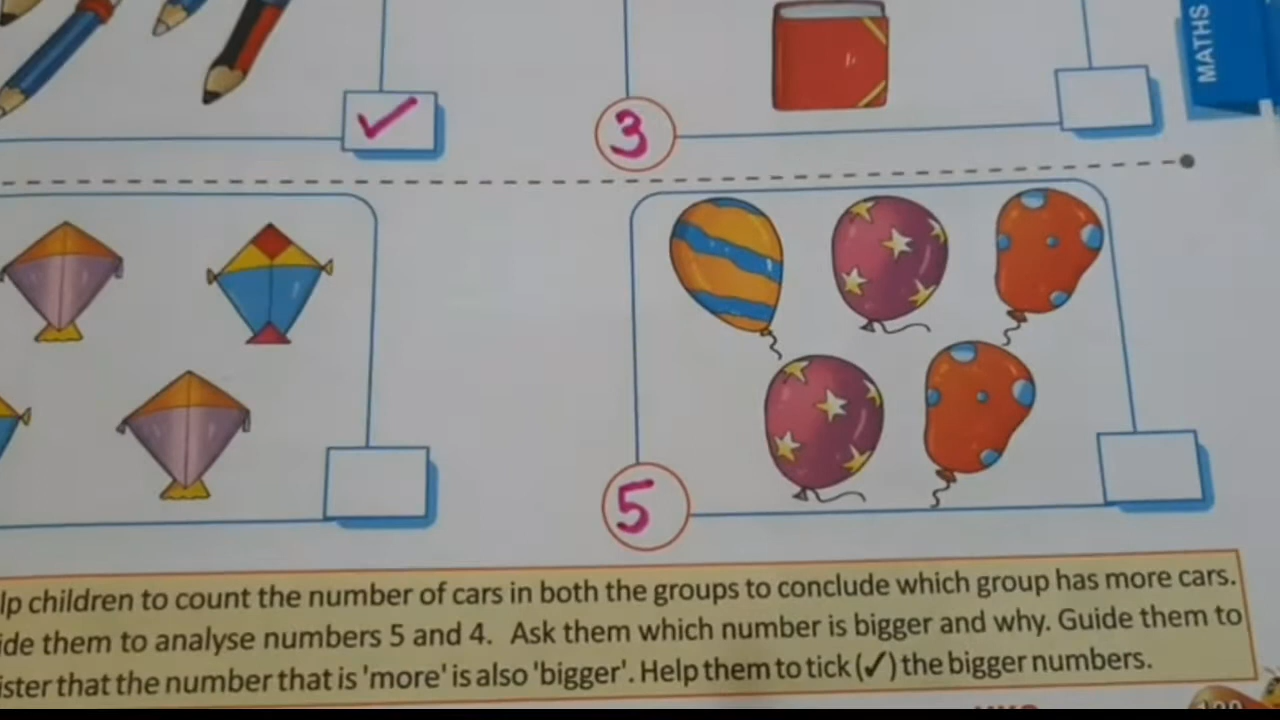 MATHS
3
5
lp children to count the number of cars in both the groups to conclude which group has more cars.
ide them to analyse numbers 5 and 4. Ask them which number is bigger and why. Guide them to
ister that the number that is 'more' is also 'bigger'. Help them to tick (✓) the bigger numbers.